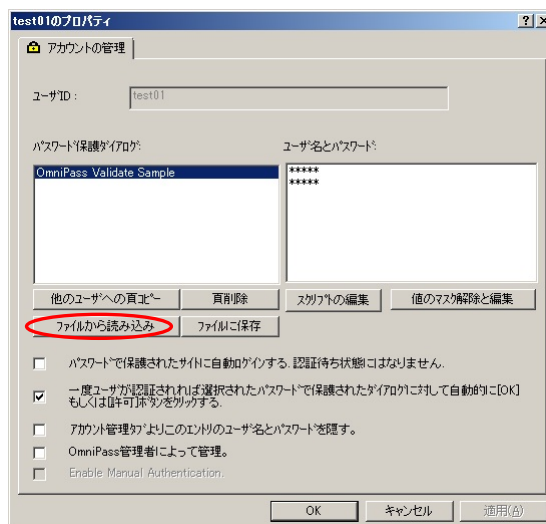 test01のプロパティ
アカウントの管理
ユーザID :
test01
パスワード保護ダイアログ:
ユーザ名とパスワード:
OmniPass Validate Sample
*****
*****
他のユーザへの頁コピー
頁削除
スクリプトの編集
値のマスク解除と編集
ファイルから読み込み
ファイルに保存
パスワードで保護されたサイトに自動ログインする. 認証待ち状態にはなりません.
一度ユーザが認証されれば選択されたパスワードで保護されたダイアログに対して自動的に[OK]
もしくは[許可]ボタンをクリックする.
アカウント管理タブよりこのエントリのユーザ名とパスワードを隠す。
OmniPass管理者によって管理。
Enable Manual Authentication.
OK
キャンセル
適用(A)